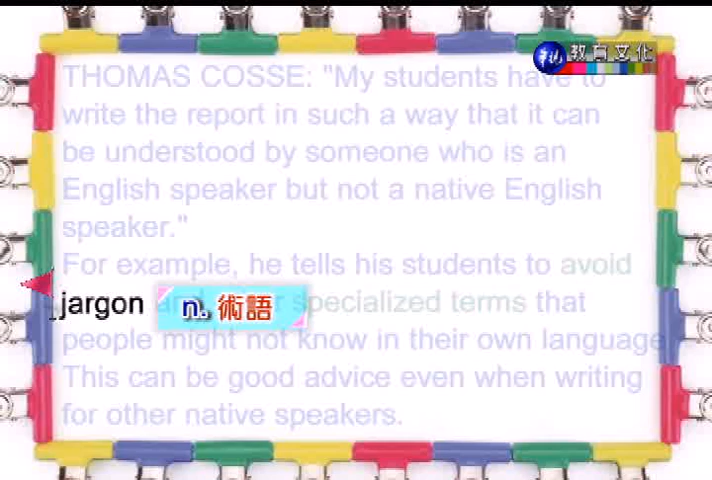 華視 教育文化
THOMAS COSSE: "My students have to
write the report in such a way that it can
be understood by someone who is an
English speaker but not a native English
speaker."
For example, he tells his students to avoid
jargon n. 術語 specialized terms that
people might not know in their own language
This can be good advice even when writing
for other native speakers.